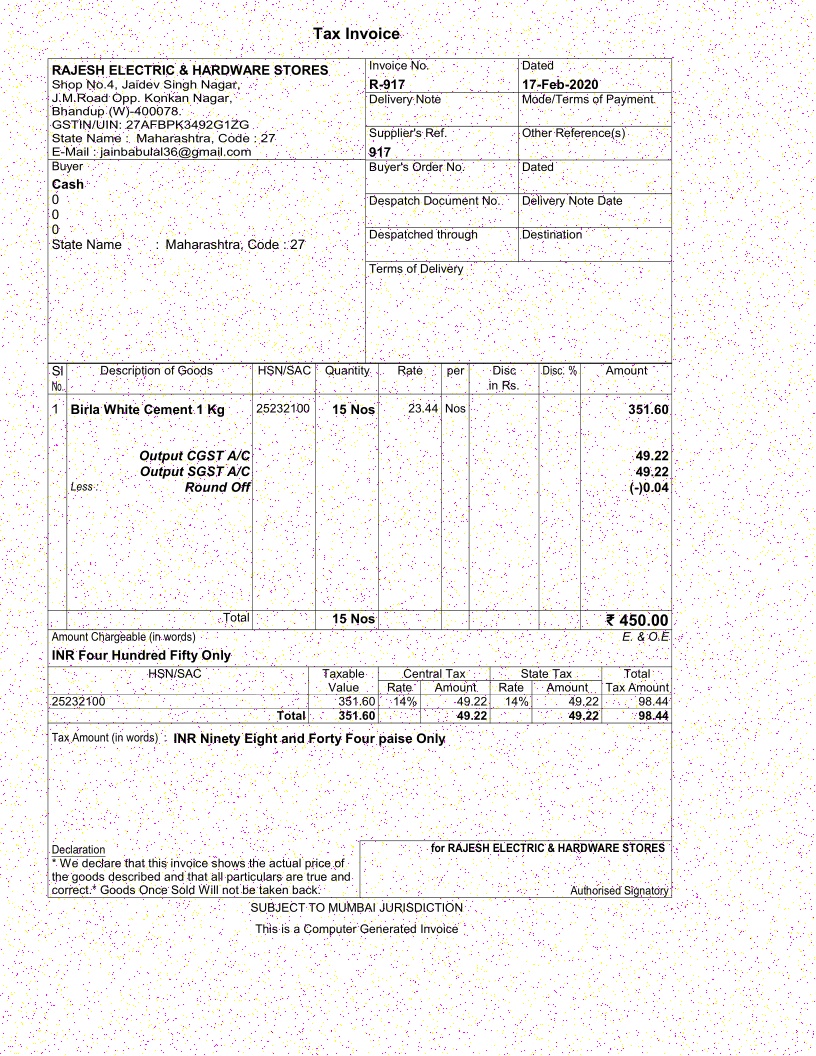 Tax Invoice
RAJESH ELECTRIC & HARDWARE STORES
Shop No.4, Jaidev Singh Nagar,
J.M.Road Opp. Konkan Nagar,
Bhandup (W)-400078.
GSTIN/UIN: 27AFBPK3492G1ZG
State Name : Maharashtra, Code : 27
E-Mail : jainbabulal36@gmail.com
Invoice No. Dated
R-917 17-Feb-2020
Delivery Note Mode/Terms of Payment
Supplier's Ref. Other Reference(s)
917
Buyer
Cash
0
0
0
State Name : Maharashtra, Code : 27
Buyer's Order No. Dated
Despatch Document No. Delivery Note Date
Despatched through Destination
Terms of Delivery
Sl Description of Goods HSN/SAC Quantity Rate per Disc Disc. % Amount
No. in Rs.
1 Birla White Cement 1 Kg 25232100 15 Nos 23.44 Nos 351.60
Output CGST A/C 49.22
Output SGST A/C 49.22
Less : Round Off (-)0.04
Total 15 Nos ₹ 450.00
Amount Chargeable (in words) E. & O.E
INR Four Hundred Fifty Only
HSN/SAC Taxable Central Tax State Tax Total
Value Rate Amount Rate Amount Tax Amount
25232100 351.60 14% 49.22 14% 49.22 98.44
Total 351.60 49.22 49.22 98.44
Tax Amount (in words) : INR Ninety Eight and Forty Four paise Only
Declaration
* We declare that this invoice shows the actual price of
the goods described and that all particulars are true and
correct.* Goods Once Sold Will not be taken back.
for RAJESH ELECTRIC & HARDWARE STORES
Authorised Signatory
SUBJECT TO MUMBAI JURISDICTION
This is a Computer Generated Invoice